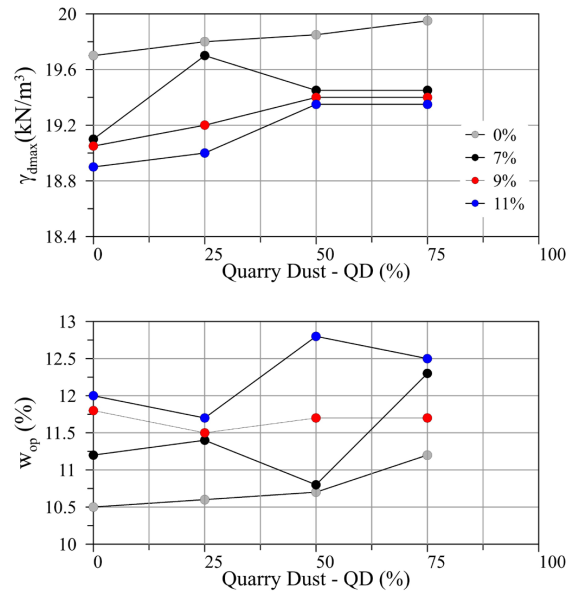 20
19.6
19.2
18.8
18.4
γdmax(kN/m³)
0%
7%
9%
11%
0 25 50 75 100
Quarry Dust - QD (%)
13
12.5
12
11.5
11
10.5
10
wop (%)
0 25 50 75 100
Quarry Dust - QD (%)